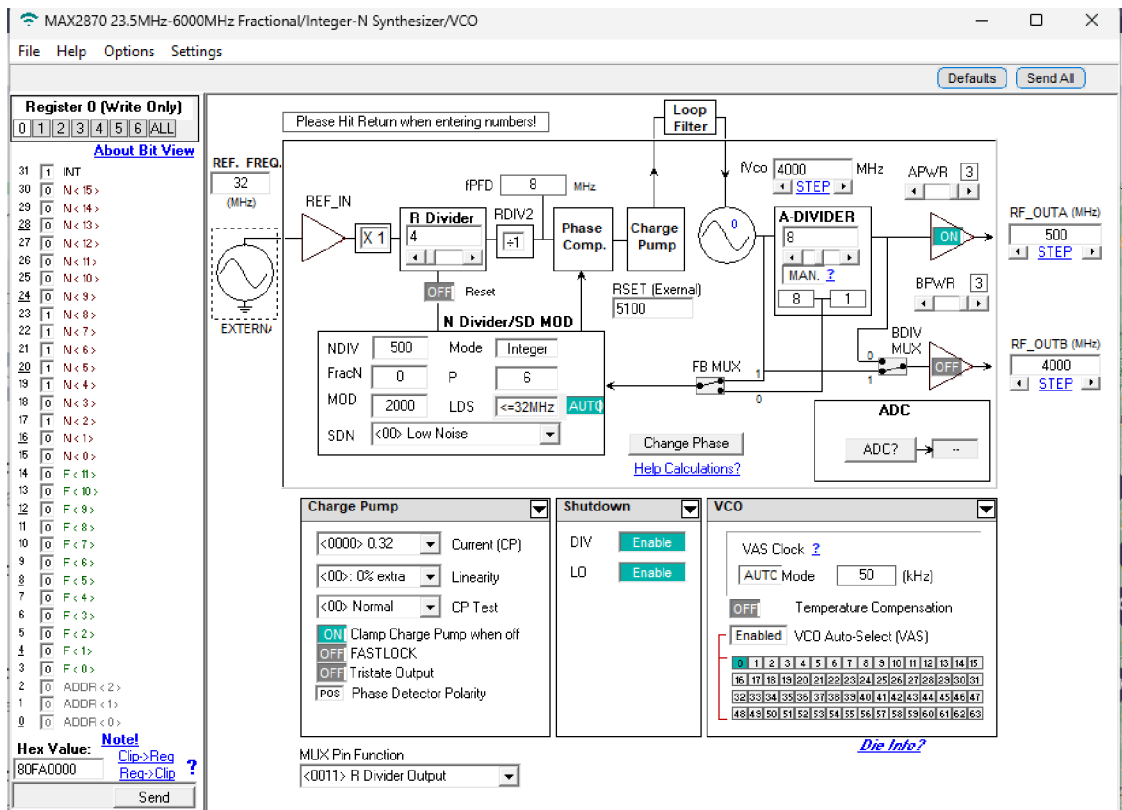 MAX2870 23.5MHz-6000MHz Fractional/Integer-N Synthesizer/VCO
File Help Options Settings
Defaults Send All
Register 0 (Write Only)
0 1 2 3 4 5 6 ALL
About Bit View
31 1 INT
30 0 N<15>
29 0 N<14>
28 0 N<13>
27 0 N<12>
26 0 N<11>
25 0 N<10>
24 0 N<9>
23 1 N<8>
22 1 N<7>
21 1 N<6>
20 1 N<5>
19 1 N<4>
18 0 N<3>
17 1 N<2>
16 0 N<1>
15 0 N<0>
14 0 F<11>
13 0 F<10>
12 0 F<9>
11 0 F<8>
10 0 F<7>
9 0 F<6>
8 0 F<5>
7 0 F<4>
6 0 F<3>
5 0 F<2>
4 0 F<1>
3 0 F<0>
2 0 ADDR<2>
1 0 ADDR<1>
0 0 ADDR<0>
Note!
Hex Value:
Clip->Reg
80FA0000
Reg->Clip
?
Send
Please Hit Return when entering numbers!
Loop
Filter
REF. FREQ.
32
(MHz)
EXTERNA
REF_IN
X 1
R Divider
4
OFF Reset
fPFD 8 MHz
RDIV2
÷1
Phase
Comp.
Charge
Pump
RSET (Exernal)
5100
fVco 4000 MHz
STEP
0
A-DIVIDER
8
MAN. ?
8 1
APWR 3
ON
RF_OUTA (MHz)
500
STEP
BPWR 3
BDIV
MUX
0
1
OFF
RF_OUTB (MHz)
4000
STEP
FB MUX
1
0
N Divider/SD MOD
NDIV 500 Mode Integer
FracN 0 P 6
MOD 2000 LDS <=32MHz AUTO
SDN <00> Low Noise
Change Phase
Help Calculations?
ADC
ADC? --
Charge Pump
<0000> 0.32 Current (CP)
<00>: 0% extra Linearity
<00> Normal CP Test
ON Clamp Charge Pump when off
OFF FASTLOCK
OFF Tristate Output
POS Phase Detector Polarity
Shutdown
DIV Enable
LO Enable
VCO
VAS Clock ?
AUTC Mode 50 (kHz)
OFF Temperature Compensation
Enabled VCO Auto-Select (VAS)
0 1 2 3 4 5 6 7 8 9 10 11 12 13 14 15
16 17 18 19 20 21 22 23 24 25 26 27 28 29 30 31
32 33 34 35 36 37 38 39 40 41 42 43 44 45 46 47
48 49 50 51 52 53 54 55 56 57 58 59 60 61 62 63
Die Info?
MUX Pin Function
<0011> R Divider Output